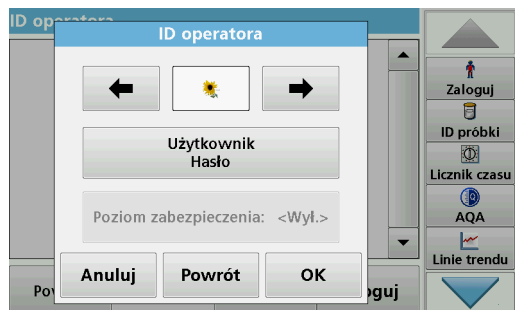 ID operatora
ID operatora
Użytkownik
Hasło
Poziom zabezpieczenia: <Wył.>
Anuluj
Powrót
OK
Zaloguj
ID próbki
Licznik czasu
AQA
Linie trendu